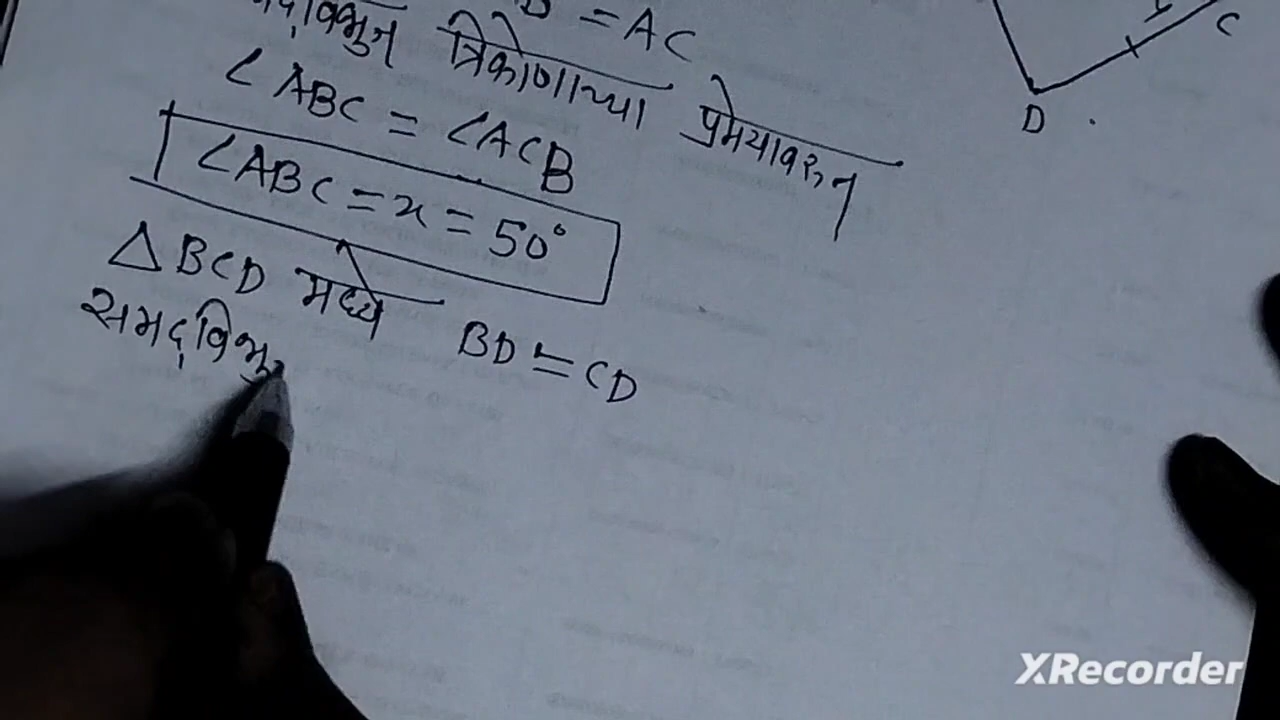 B = AC
समद्विभुज त्रिकोणाच्या प्रमेयावरून
∠ABC = ∠ACB
∠ABC = x = 50°
△BCD मध्ये BD = CD
समद्विभु
y
C
D
XRecorder